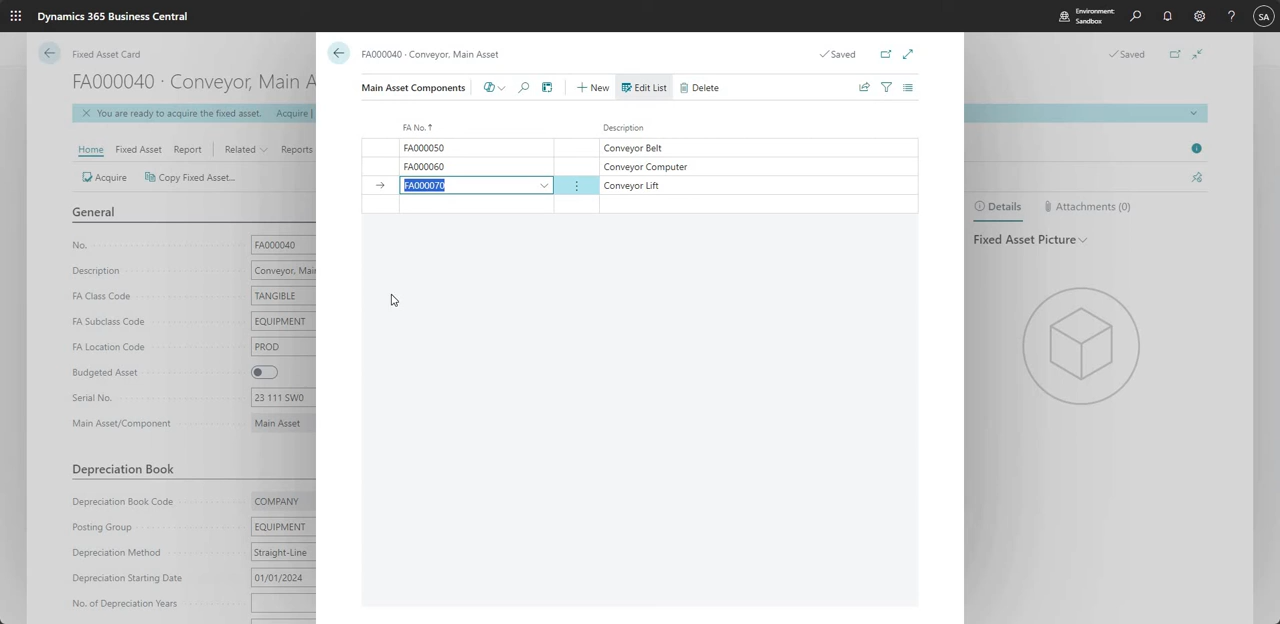 Dynamics 365 Business Central
Environment:
Sandbox
SA
Fixed Asset Card
Saved
FA000040 · Conveyor, Main A
You are ready to acquire the fixed asset. Acquire |
Home Fixed Asset Report Related Reports
Acquire Copy Fixed Asset...
General
No. FA000040
Description Conveyor, Mai
FA Class Code TANGIBLE
FA Subclass Code EQUIPMENT
FA Location Code PROD
Budgeted Asset
Serial No. 23 111 SW0
Main Asset/Component Main Asset
Depreciation Book
Depreciation Book Code COMPANY
Posting Group EQUIPMENT
Depreciation Method Straight-Line
Depreciation Starting Date 01/01/2024
No. of Depreciation Years
FA000040 · Conveyor, Main Asset
Saved
Main Asset Components New Edit List Delete
FA No. ↑ Description
FA000050 Conveyor Belt
FA000060 Conveyor Computer
FA000070 Conveyor Lift
Details Attachments (0)
Fixed Asset Picture